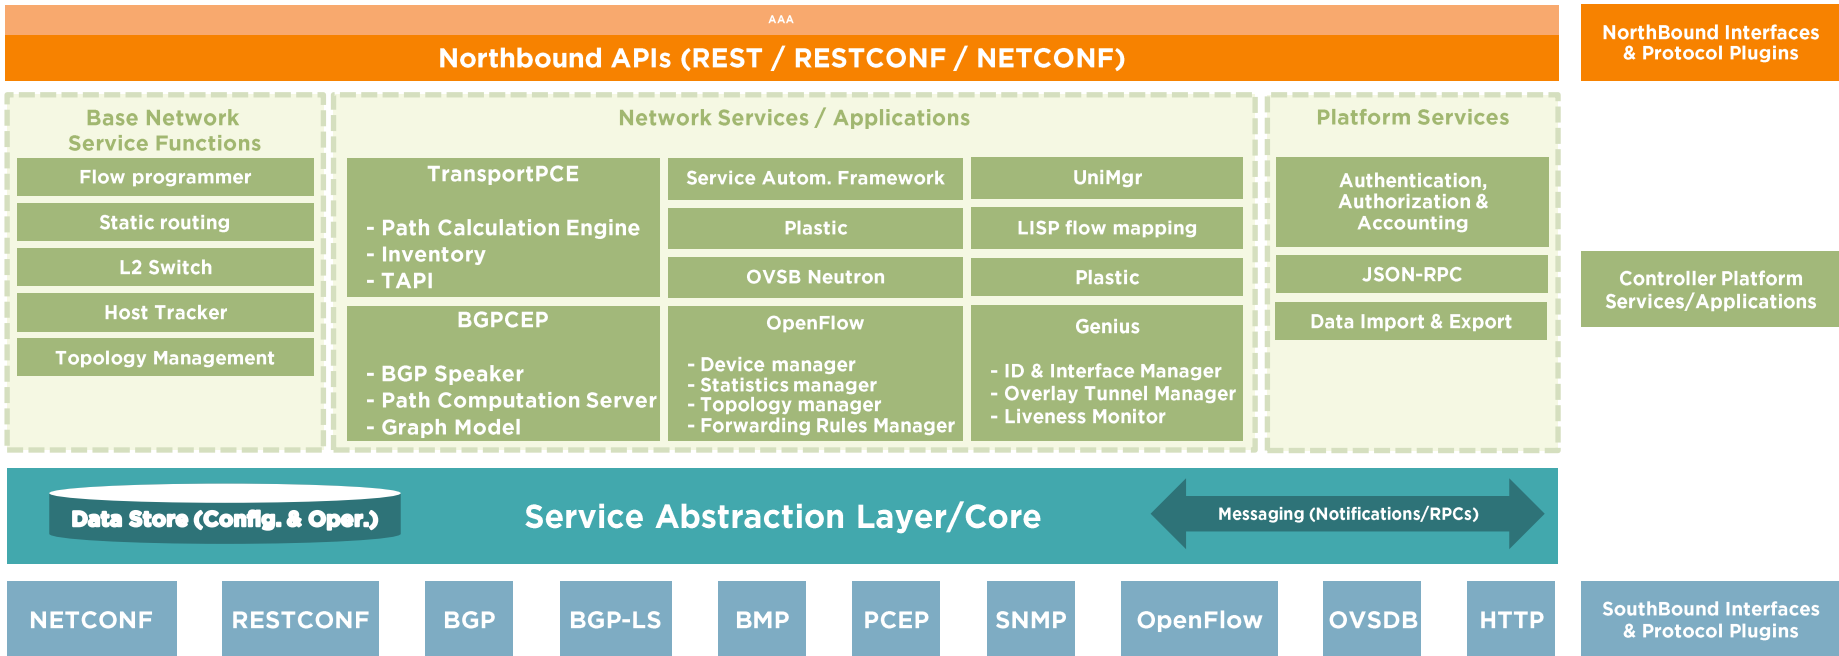 AAA
Northbound APIs (REST / RESTCONF / NETCONF)
NorthBound Interfaces
& Protocol Plugins
Base Network
Service Functions
Flow programmer
Static routing
L2 Switch
Host Tracker
Topology Management
Network Services / Applications
TransportPCE
- Path Calculation Engine
- Inventory
- TAPI
BGPCEP
- BGP Speaker
- Path Computation Server
- Graph Model
Service Autom. Framework
Plastic
OVSB Neutron
OpenFlow
- Device manager
- Statistics manager
- Topology manager
- Forwarding Rules Manager
UniMgr
LISP flow mapping
Plastic
Genius
- ID & Interface Manager
- Overlay Tunnel Manager
- Liveness Monitor
Platform Services
Authentication,
Authorization &
Accounting
JSON-RPC
Data Import & Export
Controller Platform
Services/Applications
Data Store (Config. & Oper.)
Service Abstraction Layer/Core
Messaging (Notifications/RPCs)
NETCONF
RESTCONF
BGP
BGP-LS
BMP
PCEP
SNMP
OpenFlow
OVSDB
HTTP
SouthBound Interfaces
& Protocol Plugins